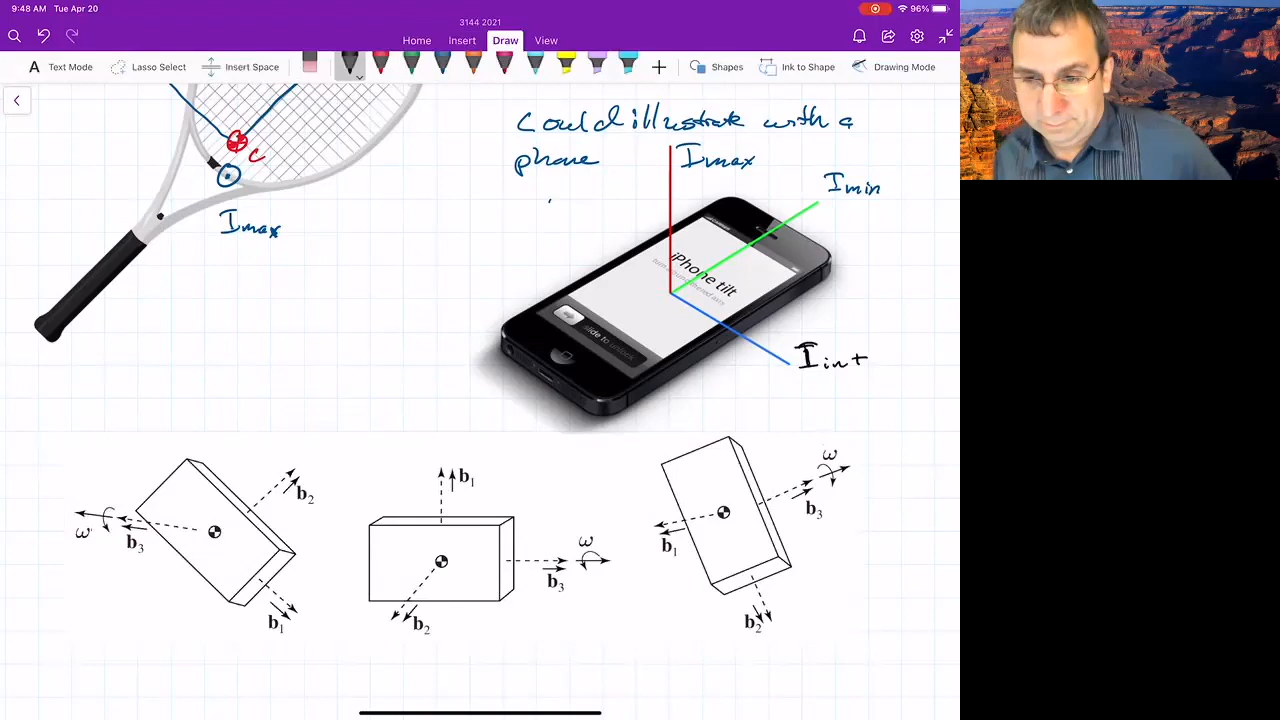 9:48 AM Tue Apr 20
96%
3144 2021
Home Insert Draw View
A Text Mode Lasso Select Insert Space Shapes Ink to Shape Drawing Mode
Could illustrate with a
phone
Imax
Imin
C
Imax
iPhone tilt
slide to unlock
Iint
ω
b3
b2
b1
b1
ω
b3
b2
ω
b3
b1
b2